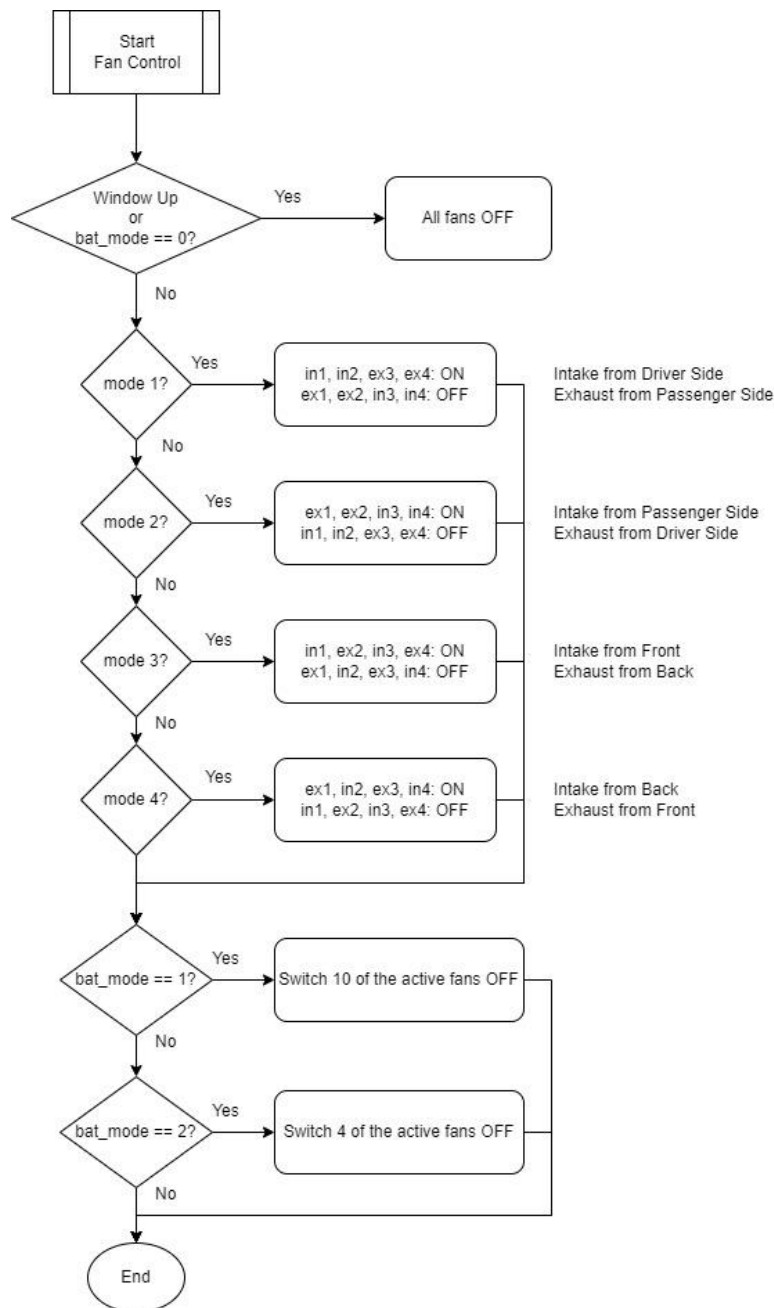 Start
Fan Control
Window Up
or
bat_mode == 0?
Yes
All fans OFF
No
mode 1?
Yes
in1, in2, ex3, ex4: ON
ex1, ex2, in3, in4: OFF
Intake from Driver Side
Exhaust from Passenger Side
No
mode 2?
Yes
ex1, ex2, in3, in4: ON
in1, in2, ex3, ex4: OFF
Intake from Passenger Side
Exhaust from Driver Side
No
mode 3?
Yes
in1, ex2, in3, ex4: ON
ex1, in2, ex3, in4: OFF
Intake from Front
Exhaust from Back
No
mode 4?
Yes
ex1, in2, ex3, in4: ON
in1, ex2, in3, ex4: OFF
Intake from Back
Exhaust from Front
bat_mode == 1?
Yes
Switch 10 of the active fans OFF
No
bat_mode == 2?
Yes
Switch 4 of the active fans OFF
No
End